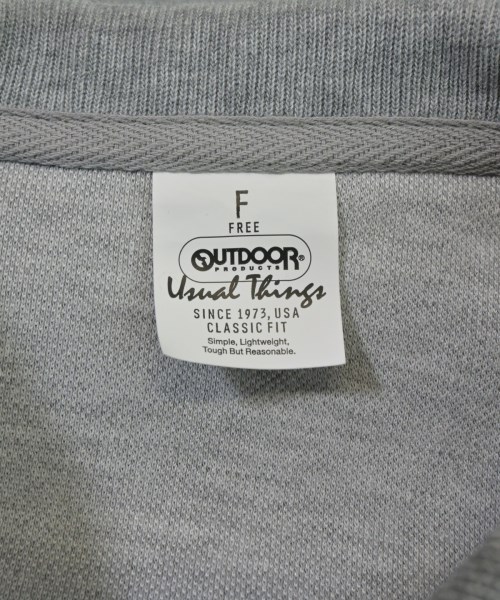 F
FREE
OUTDOOR®
PRODUCTS
Usual Things
SINCE 1973, USA
CLASSIC FIT
Simple, Lightweight,
Tough But Reasonable.